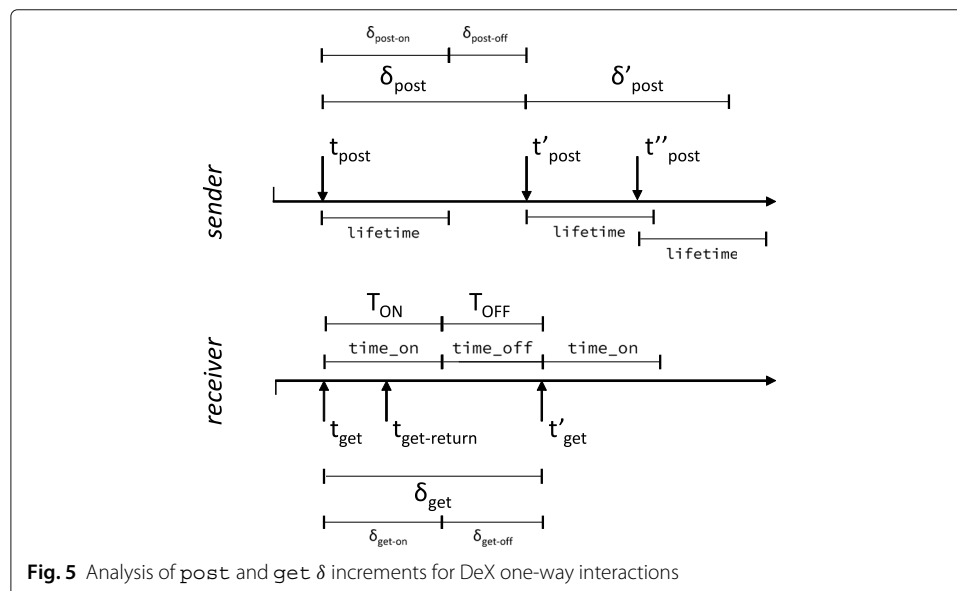 δpost-on δpost-off
δpost δ'post
tpost t'post t''post
sender
lifetime lifetime
lifetime
TON TOFF
time_on time_off time_on
receiver
tget tget-return t'get
δget
δget-on δget-off
Fig. 5 Analysis of post and get δ increments for DeX one-way interactions